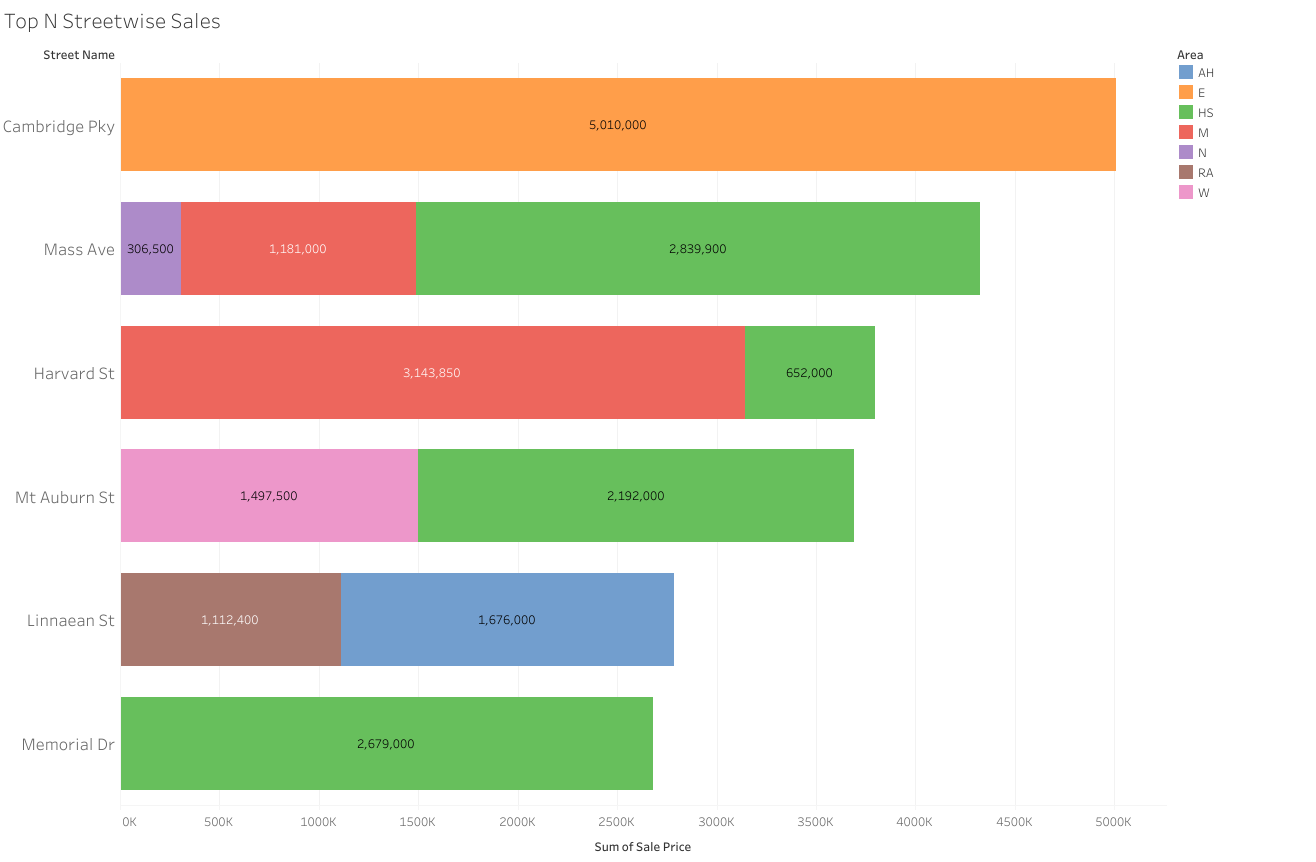 Top N Streetwise Sales
Street Name
Area
AH
E
HS
M
N
RA
W
Cambridge Pky 5,010,000
Mass Ave 306,500 1,181,000 2,839,900
Harvard St 3,143,850 652,000
Mt Auburn St 1,497,500 2,192,000
Linnaean St 1,112,400 1,676,000
Memorial Dr 2,679,000
0K 500K 1000K 1500K 2000K 2500K 3000K 3500K 4000K 4500K 5000K
Sum of Sale Price